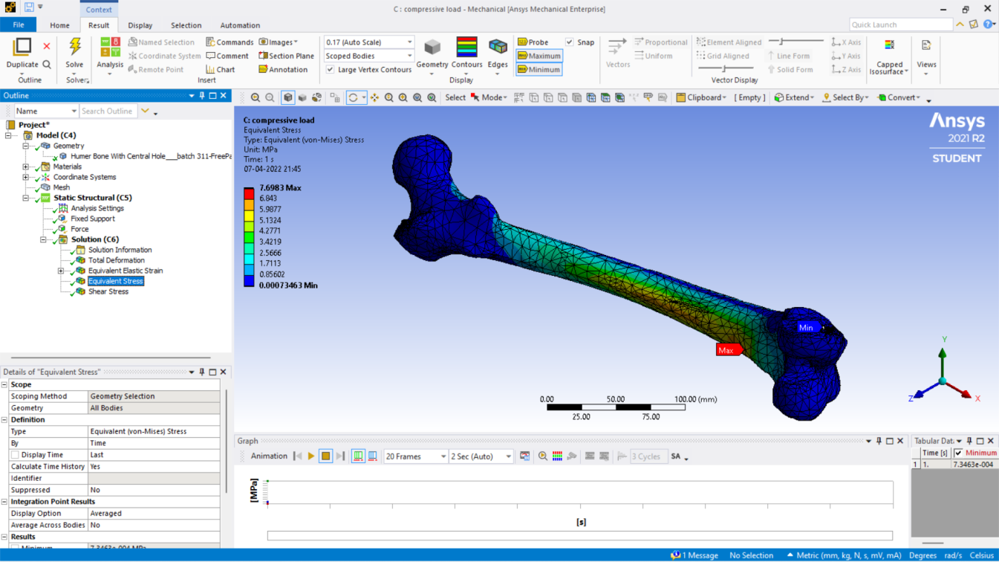 Context
C : compressive load - Mechanical [Ansys Mechanical Enterprise]
File
Home
Result
Display
Selection
Automation
Quick Launch
Duplicate
Outline
Solve
Solver
Analysis
Named Selection
Coordinate System
Remote Point
Commands
Comment
Chart
Images
Section Plane
Annotation
Insert
0.17 (Auto Scale)
Scoped Bodies
Large Vertex Contours
Geometry
Contours
Edges
Display
Probe
Maximum
Minimum
Snap
Vectors
Proportional
Uniform
Element Aligned
Grid Aligned
Line Form
Solid Form
X Axis
Y Axis
Z Axis
Vector Display
Capped
Isosurface
Views
Outline
Name
Search Outline
Project*
Model (C4)
Geometry
Humer Bone With Central Hole___batch 311-FreePa
Materials
Coordinate Systems
Mesh
Static Structural (C5)
Analysis Settings
Fixed Support
Force
Solution (C6)
Solution Information
Total Deformation
Equivalent Elastic Strain
Equivalent Stress
Shear Stress
Select
Mode
Clipboard
[ Empty ]
Extend
Select By
Convert
C: compressive load
Equivalent Stress
Type: Equivalent (von-Mises) Stress
Unit: MPa
Time: 1 s
07-04-2022 21:45
7.6983 Max
6.843
5.9877
5.1324
4.2771
3.4219
2.5666
1.7113
0.85602
0.00073463 Min
Ansys
2021 R2
STUDENT
Min
Max
0.00
50.00
100.00 (mm)
25.00
75.00
Y
Z
X
Details of "Equivalent Stress"
Scope
Scoping Method Geometry Selection
Geometry All Bodies
Definition
Type Equivalent (von-Mises) Stress
By Time
Display Time Last
Calculate Time History Yes
Identifier
Suppressed No
Integration Point Results
Display Option Averaged
Average Across Bodies No
Results
Minimum 7.3463e-004 MPa
Graph
Animation
20 Frames
2 Sec (Auto)
3 Cycles
SA
[MPa]
[s]
Tabular Data
Time [s]
Minimum
1 1. 7.3463e-004
1 Message
No Selection
Metric (mm, kg, N, s, mV, mA)
Degrees
rad/s
Celsius